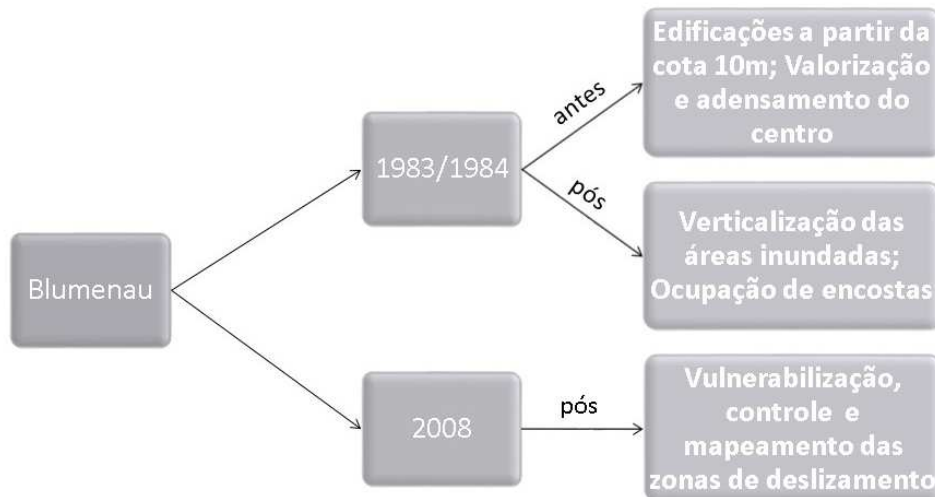 Blumenau
1983/1984
antes
Edificações a partir da
cota 10m; Valorização
e adensamento do
centro
pós
Verticalização das
áreas inundadas;
Ocupação de encostas
2008
pós
Vulnerabilização,
controle e
mapeamento das
zonas de deslizamento